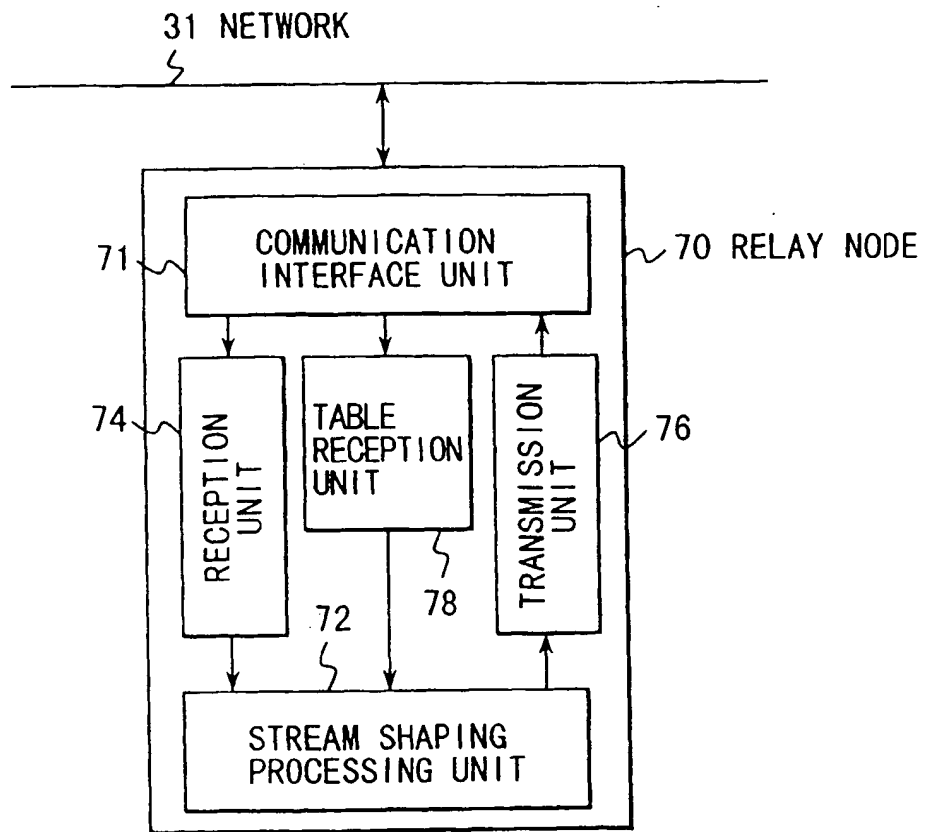 31 NETWORK
COMMUNICATION
INTERFACE UNIT
71
70 RELAY NODE
74
RECEPTION
UNIT
TABLE
RECEPTION
UNIT
TRANSMISSION
UNIT
76
78
72
STREAM SHAPING
PROCESSING UNIT